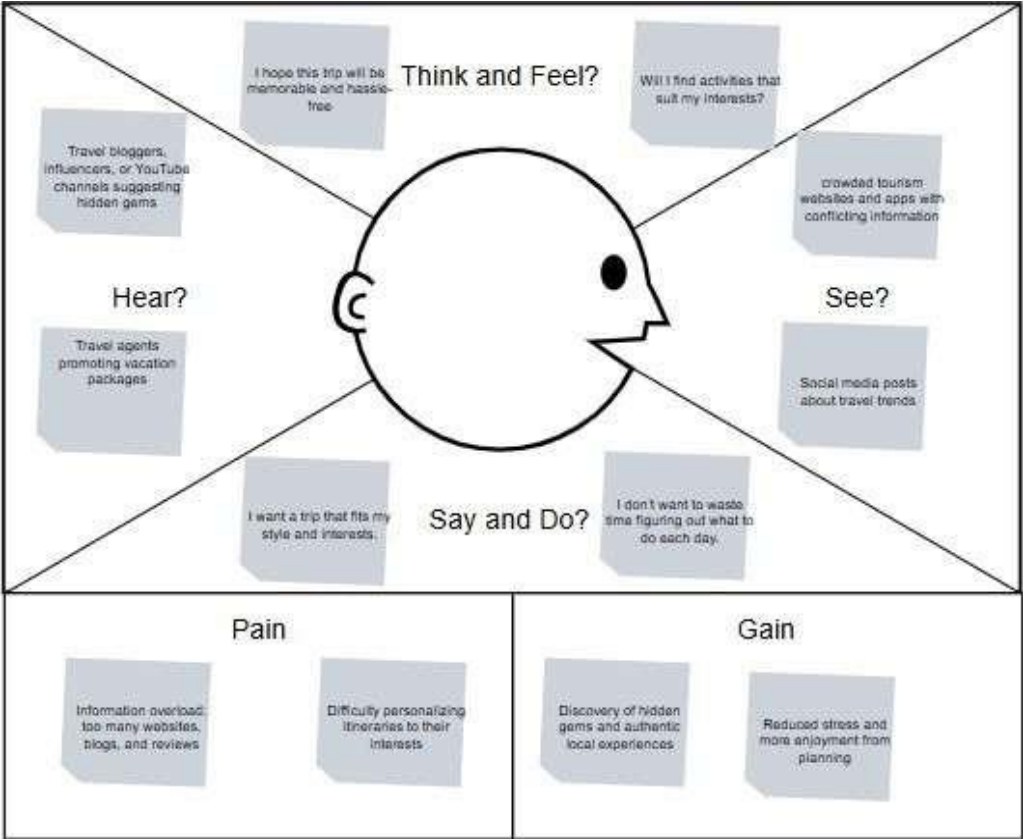 Think and Feel?
I hope this trip will be
memorable and hassle-
free
Will I find activities that
suit my interests?
Hear?
Travel bloggers,
influencers, or YouTube
channels suggesting
hidden gems
Travel agents
promoting vacation
packages
See?
crowded tourism
websites and apps with
conflicting information
Social media posts
about travel trends
Say and Do?
I want a trip that fits my
style and interests.
I don't want to waste
time figuring out what to
do each day.
Pain
Information overload:
too many websites,
blogs, and reviews
Difficulty personalizing
itineraries to their
interests
Gain
Discovery of hidden
gems and authentic
local experiences
Reduced stress and
more enjoyment from
planning